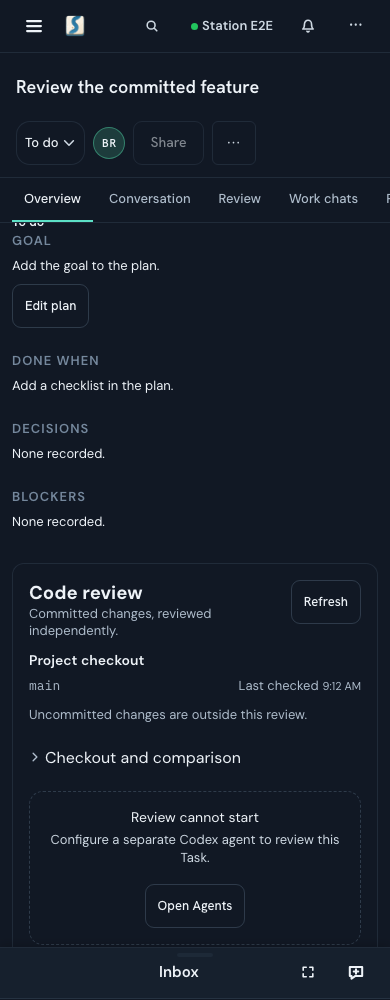 Station E2E
Review the committed feature
To do
BR
Share
Overview
Conversation
Review
Work chats
To do
GOAL
Add the goal to the plan.
Edit plan
DONE WHEN
Add a checklist in the plan.
DECISIONS
None recorded.
BLOCKERS
None recorded.
Code review
Refresh
Committed changes, reviewed
independently.
Project checkout
main
Last checked 9:12 AM
Uncommitted changes are outside this review.
Checkout and comparison
Review cannot start
Configure a separate Codex agent to review this
Task.
Open Agents
Inbox